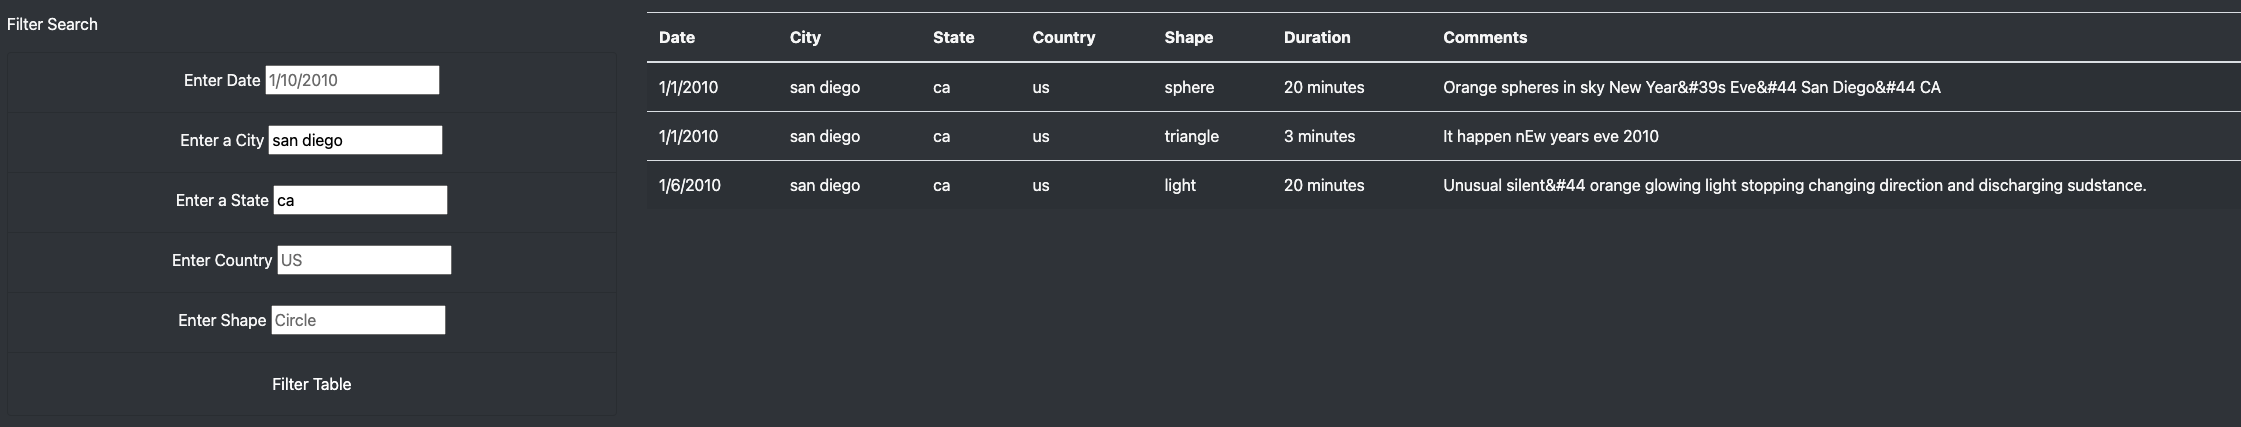 Filter Search
Enter Date 1/10/2010
Enter a City san diego
Enter a State ca
Enter Country US
Enter Shape Circle
Filter Table
Date City State Country Shape Duration Comments
1/1/2010 san diego ca us sphere 20 minutes Orange spheres in sky New Year&#39s Eve&#44 San Diego&#44 CA
1/1/2010 san diego ca us triangle 3 minutes It happen nEw years eve 2010
1/6/2010 san diego ca us light 20 minutes Unusual silent&#44 orange glowing light stopping changing direction and discharging sudstance.